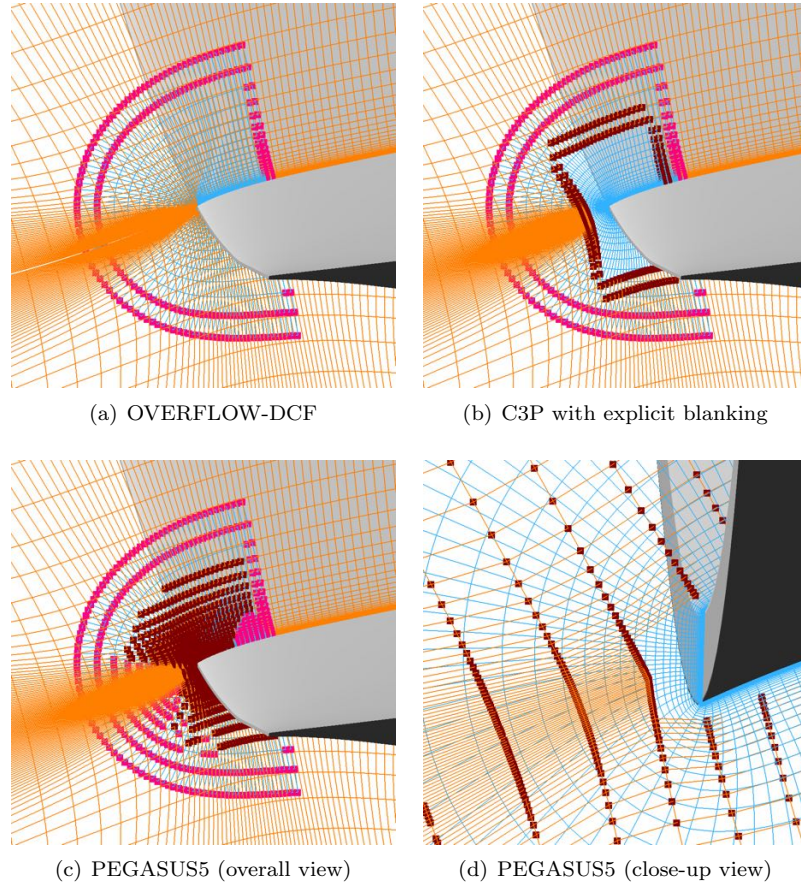 (a) OVERFLOW-DCF
(b) C3P with explicit blanking
(c) PEGASUS5 (overall view)
(d) PEGASUS5 (close-up view)